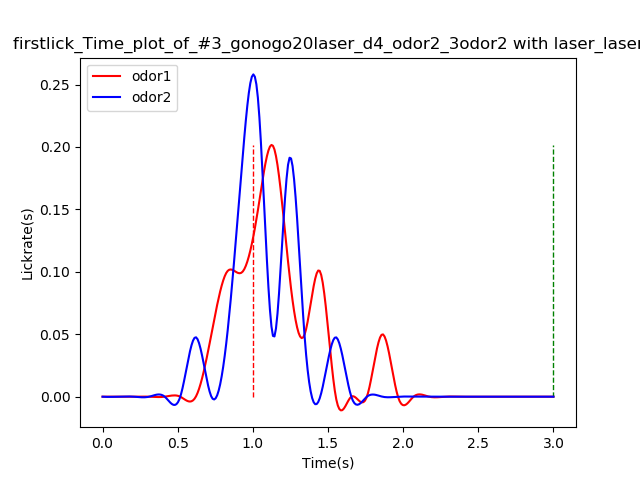 firstlick_Time_plot_of_#3_gonogo20laser_d4_odor2_3odor2 with laser_laser
odor1
odor2
0.25
0.20
0.15
0.10
0.05
0.00
Lickrate(s)
0.0 0.5 1.0 1.5 2.0 2.5 3.0
Time(s)